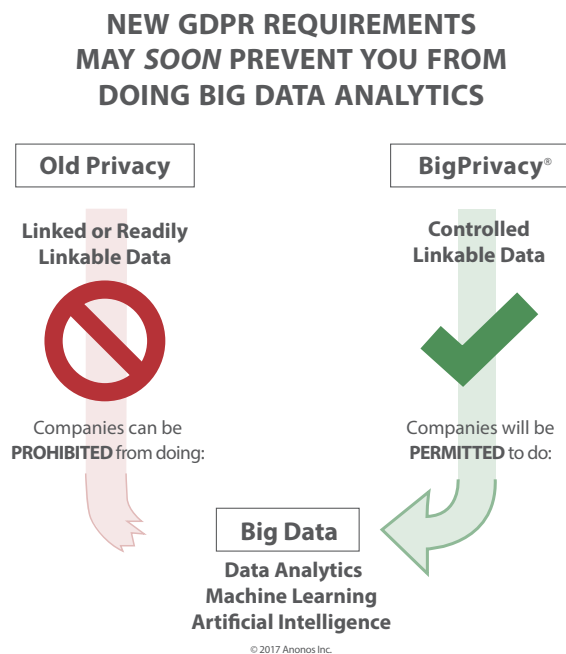 NEW GDPR REQUIREMENTS
MAY SOON PREVENT YOU FROM
DOING BIG DATA ANALYTICS
Old Privacy
Linked or Readily
Linkable Data
Companies can be
PROHIBITED from doing:
BigPrivacy®
Controlled
Linkable Data
Companies will be
PERMITTED to do:
Big Data
Data Analytics
Machine Learning
Artificial Intelligence
© 2017 Anonos Inc.